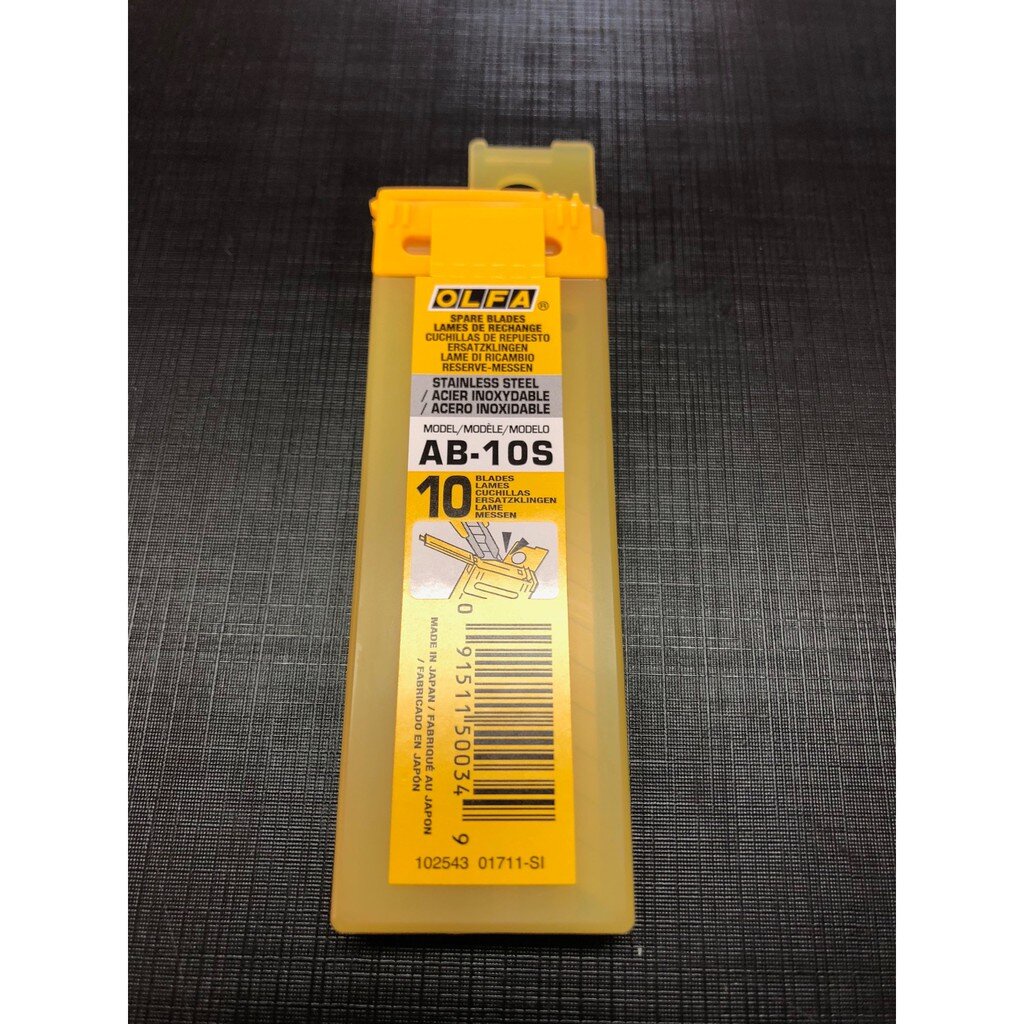 OLFA®
SPARE BLADES
LAMES DE RECHANGE
CUCHILLAS DE REPUESTO
ERSATZKLINGEN
LAME DI RICAMBIO
RESERVE-MESSEN
STAINLESS STEEL
/ ACIER INOXYDABLE
/ ACERO INOXIDABLE
MODEL/MODÈLE/MODELO
AB-10S
10
BLADES
LAMES
CUCHILLAS
ERSATZKLINGEN
LAME
MESSEN
0 91511 50034 9
MADE IN JAPAN / FABRIQUÉ AU JAPON
/ FABRICADO EN JAPÓN
102543 01711-SI